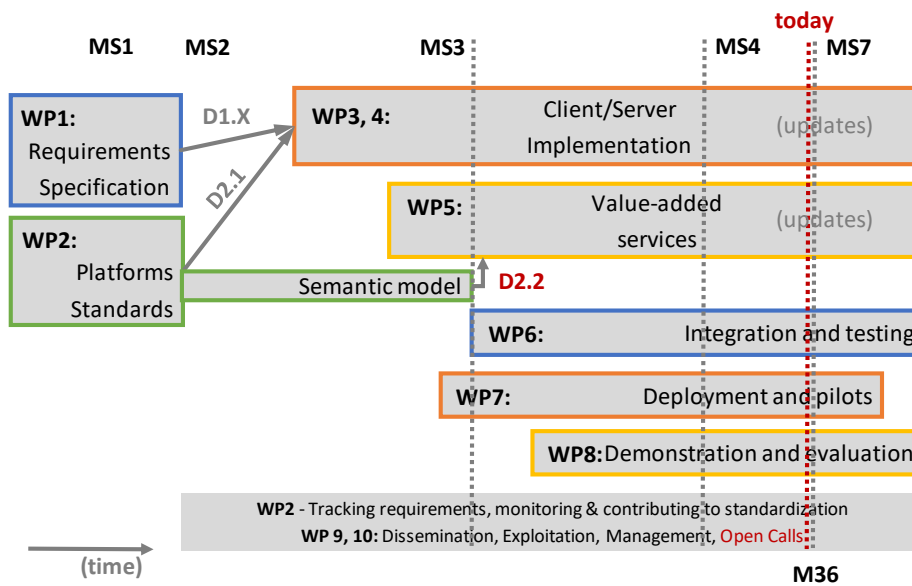 today
MS1
MS2
MS3
MS4
MS7
WP1:
Requirements
Specification
D1.X
WP3, 4:
Client/Server
Implementation
(updates)
D2.1
WP5:
Value-added
services
(updates)
WP2:
Platforms
Standards
Semantic model
D2.2
WP6:
Integration and testing
WP7:
Deployment and pilots
WP8:
Demonstration and evaluation
WP2 - Tracking requirements, monitoring & contributing to standardization
WP 9, 10: Dissemination, Exploitation, Management, Open Calls
(time)
M36